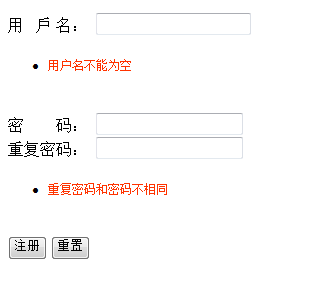 用 戶 名：
用户名不能为空
密 码：
重复密码：
重复密码和密码不相同
注册 重置